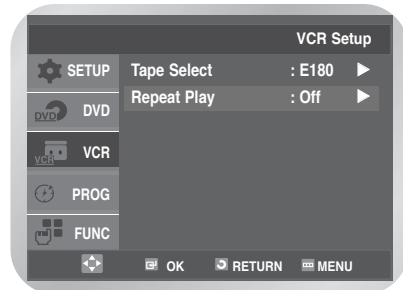 VCR Setup
SETUP
Tape Select : E180
Repeat Play : Off
DVD DVD
VCR VCR
PROG
FUNC
OK RETURN MENU